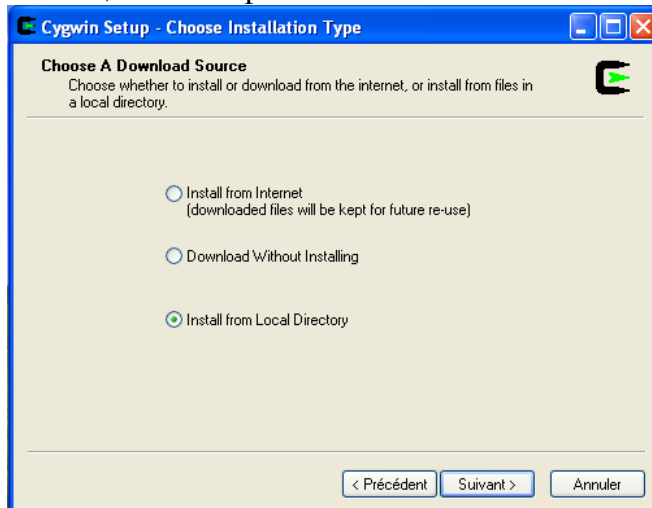 Cygwin Setup - Choose Installation Type
Choose A Download Source
Choose whether to install or download from the internet, or install from files in
a local directory.
Install from Internet
(downloaded files will be kept for future re-use)
Download Without Installing
Install from Local Directory
< Précédent Suivant > Annuler